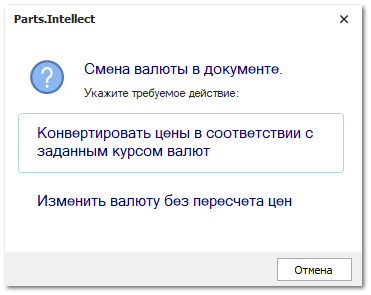 Parts.Intellect
Смена валюты в документе.
Укажите требуемое действие:
Конвертировать цены в соответствии с
заданным курсом валют
Изменить валюту без пересчета цен
Отмена